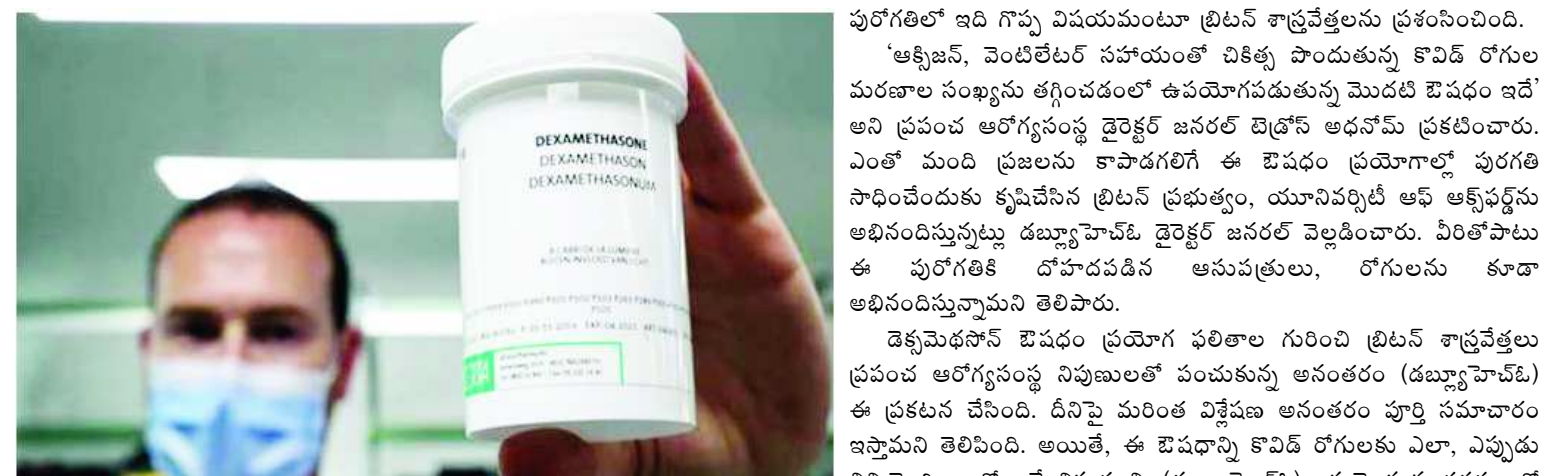 DEXAMETHASONE
DEXAMETHASON
DEXAMETHASONUM
పురోగతిలో ఇది గొప్ప విషయమంటూ బ్రిటన్ శాస్త్రవేత్తలను ప్రశంసించింది.
‘ఆక్సిజన్, వెంటిలేటర్ సహాయంతో చికిత్స పొందుతున్న కొవిడ్ రోగుల
మరణాల సంఖ్యను తగ్గించడంలో ఉపయోగపడుతున్న మొదటి ఔషధం ఇదే’
అని ప్రపంచ ఆరోగ్యసంస్థ డైరెక్టర్ జనరల్ టెడ్రోస్ అధనోమ్ ప్రకటించారు.
ఎంతో మంది ప్రజలను కాపాడగలిగే ఈ ఔషధం ప్రయోగాల్లో పురగతి
సాధించేందుకు కృషిచేసిన బ్రిటన్ ప్రభుత్వం, యూనివర్సిటీ ఆఫ్ ఆక్స్‌ఫర్డ్‌ను
అభినందిస్తున్నట్లు డబ్ల్యూహెచ్ఓ డైరెక్టర్ జనరల్ వెల్లడించారు. వీరితోపాటు
ఈ పురోగతికి దోహదపడిన ఆసుపత్రులు, రోగులను కూడా
అభినందిస్తున్నామని తెలిపారు.
డెక్సమెథసోన్ ఔషధం ప్రయోగ ఫలితాల గురించి బ్రిటన్ శాస్త్రవేత్తలు
ప్రపంచ ఆరోగ్యసంస్థ నిపుణులతో పంచుకున్న అనంతరం (డబ్ల్యూహెచ్ఓ)
ఈ ప్రకటన చేసింది. దీనిపై మరింత విశ్లేషణ అనంతరం పూర్తి సమాచారం
ఇస్తామని తెలిపింది. అయితే, ఈ ఔషధాన్ని కొవిడ్ రోగులకు ఎలా, ఎప్పుడు